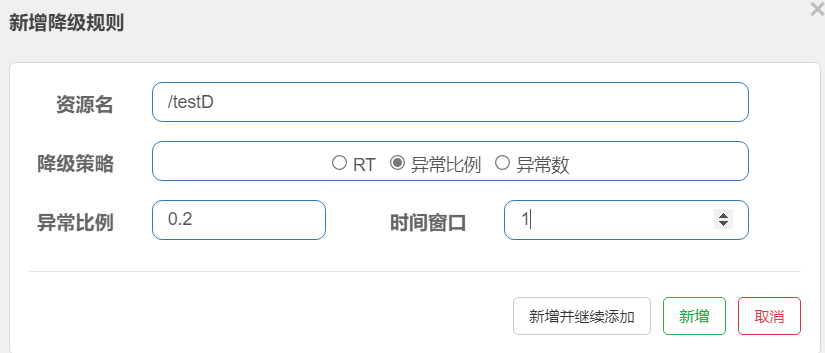 新增降级规则
×
资源名 /testD
降级策略 RT 异常比例 异常数
异常比例 0.2 时间窗口 1
新增并继续添加 新增 取消